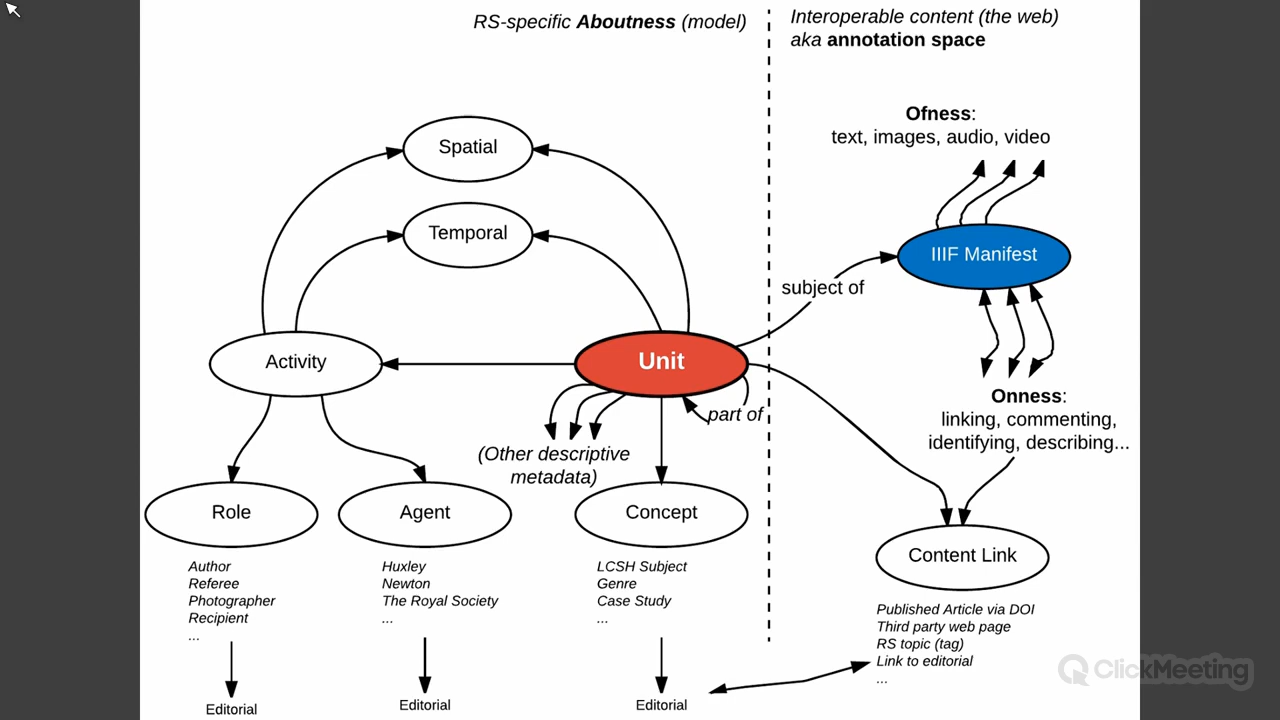 RS-specific Aboutness (model)
Interoperable content (the web)
aka annotation space
Ofness:
text, images, audio, video
Spatial
Temporal
IIIF Manifest
subject of
Activity
Unit
part of
Onness:
linking, commenting,
identifying, describing...
(Other descriptive
metadata)
Role
Agent
Concept
Content Link
Author
Referee
Photographer
Recipient
...
Huxley
Newton
The Royal Society
...
LCSH Subject
Genre
Case Study
...
Published Article via DOI
Third party web page
RS topic (tag)
Link to editorial
...
Editorial
Editorial
Editorial
ClickMeeting